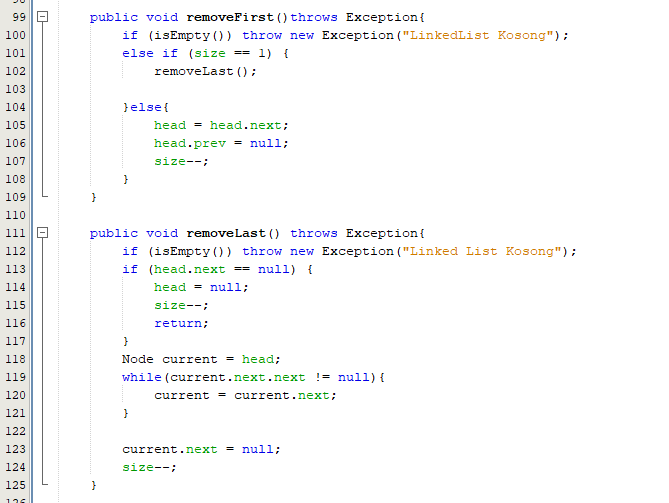 99 public void removeFirst()throws Exception{
100 if (isEmpty()) throw new Exception("LinkedList Kosong");
101 else if (size == 1) {
102 removeLast();
103
104 }else{
105 head = head.next;
106 head.prev = null;
107 size--;
108 }
109 }
110
111 public void removeLast() throws Exception{
112 if (isEmpty()) throw new Exception("Linked List Kosong");
113 if (head.next == null) {
114 head = null;
115 size--;
116 return;
117 }
118 Node current = head;
119 while(current.next.next != null){
120 current = current.next;
121 }
122
123 current.next = null;
124 size--;
125 }